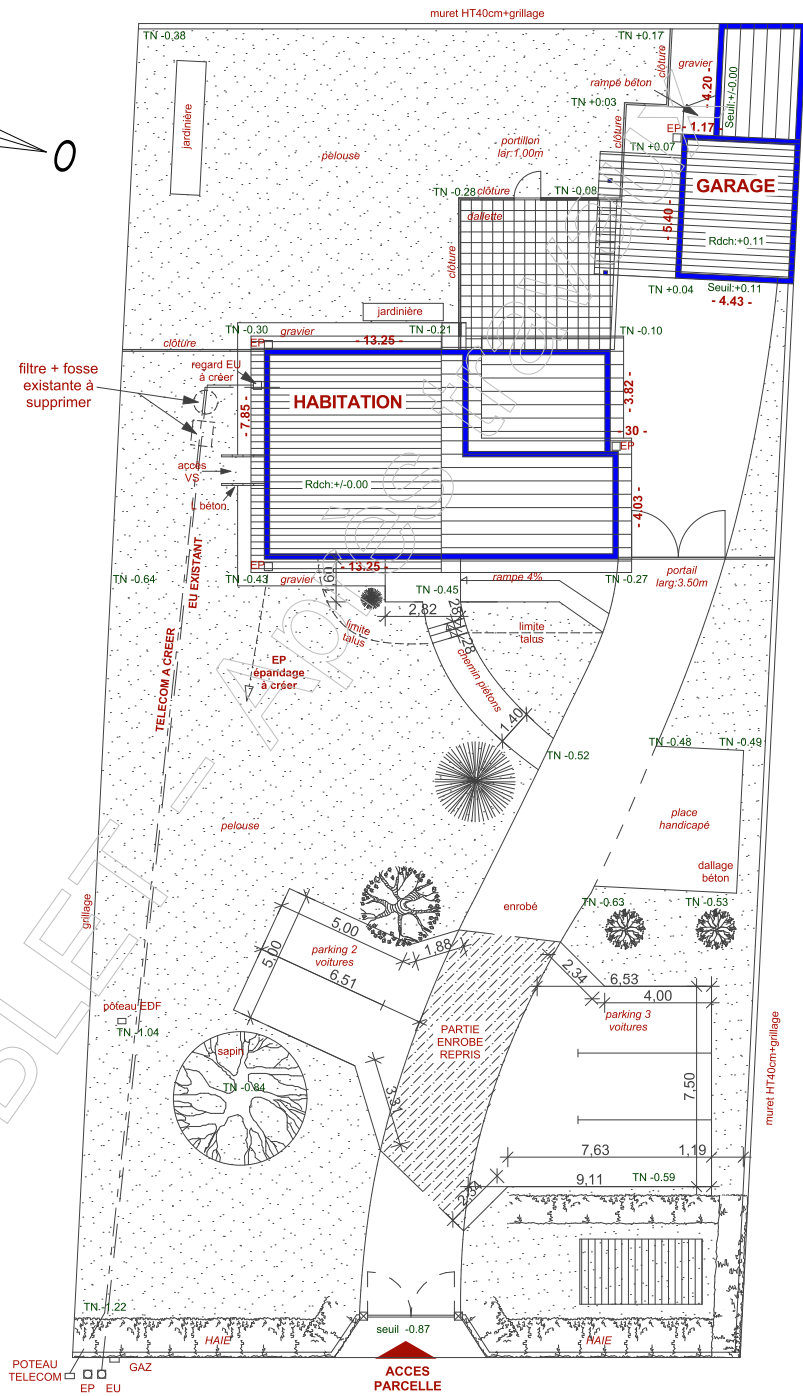 muret HT40cm+grillage
TN -0.38
TN +0.17
clôture
gravier
- 4.20 -
Seuil:+/-0.00
rampe béton
jardinière
TN +0.03
EP
- 1.17 -
clôture
portillon
lar:1.00m
TN +0.07
pelouse
GARAGE
TN -0.28
clôture
TN -0.08
dallette
- 5.40 -
Rdch:+0.11
clôture
TN +0.04
Seuil:+0.11
- 4.43 -
jardinière
TN -0.30
gravier
- 13.25 -
TN -0.21
TN -0.10
clôture
EP
filtre + fosse
existante à
supprimer
regard EU
à créer
HABITATION
- 7.85 -
- 3.82 -
- 30 -
EP
accès
VS
Rdch:+/-0.00
L béton
- 4.03 -
EU EXISTANT
EP
- 13.25 -
TN -0.64
TN -0.43
gravier
1.60
TN -0.45
rampe 4%
TN -0.27
portail
larg:3.50m
2,82
limite
talus
limite
talus
chemin piétons
TELECOM A CREER
EP
épandage
à créer
1.40
TN -0.52
TN -0.48
TN -0.49
place
handicapé
pelouse
dallage
béton
grillage
enrobé
TN -0.63
TN -0.53
5,00
5,00
parking 2
voitures
1,88
6,51
2,34
6,53
4,00
parking 3
voitures
poteau EDF
TN -1.04
PARTIE
ENROBE
REPRIS
sapin
TN -0.84
3,31
7,50
muret HT40cm+grillage
7,63
1,19
9,11
TN -0.59
2,34
TN -1.22
seuil -0.87
HAIE
HAIE
POTEAU
TELECOM
GAZ
EP
EU
ACCES
PARCELLE
BLET - Après travaux